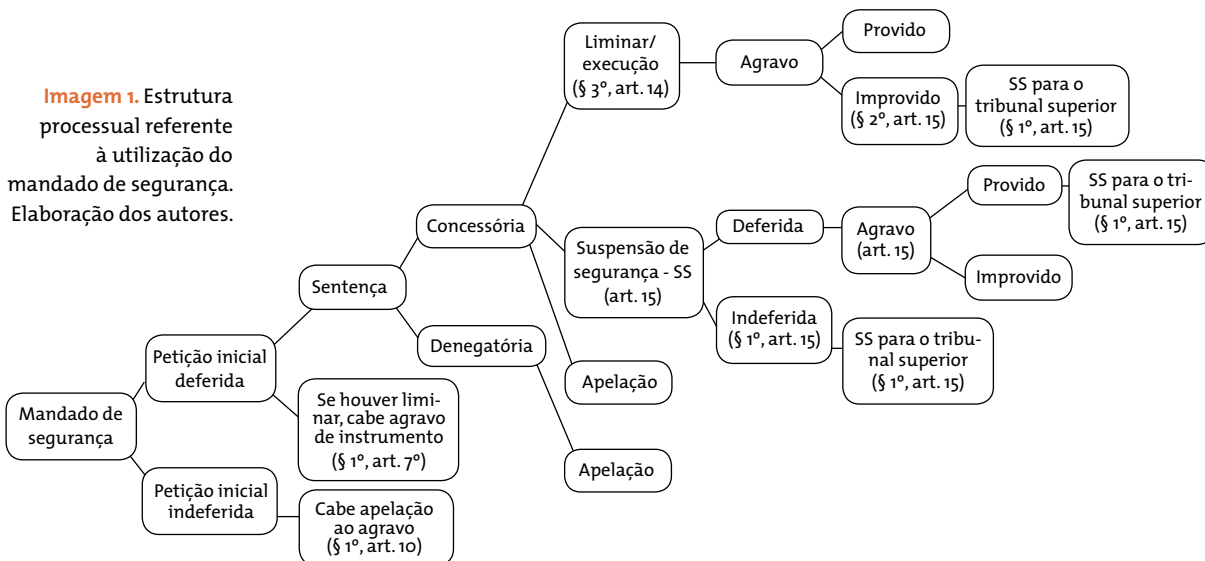 Imagem 1. Estrutura
processual referente
à utilização do
mandado de segurança.
Elaboração dos autores.
Mandado de
segurança
Petição inicial
deferida
Petição inicial
indeferida
Sentença
Se houver limi-
nar, cabe agravo
de instrumento
(§ 1º, art. 7º)
Cabe apelação
ao agravo
(§ 1º, art. 10)
Concessória
Denegatória
Liminar/
execução
(§ 3º, art. 14)
Suspensão de
segurança - SS
(art. 15)
Apelação
Apelação
Agravo
Provido
Improvido
(§ 2º, art. 15)
SS para o
tribunal superior
(§ 1º, art. 15)
Deferida
Agravo
(art. 15)
Provido
SS para o tri-
bunal superior
(§ 1º, art. 15)
Improvido
Indeferida
(§ 1º, art. 15)
SS para o tribu-
nal superior
(§ 1º, art. 15)